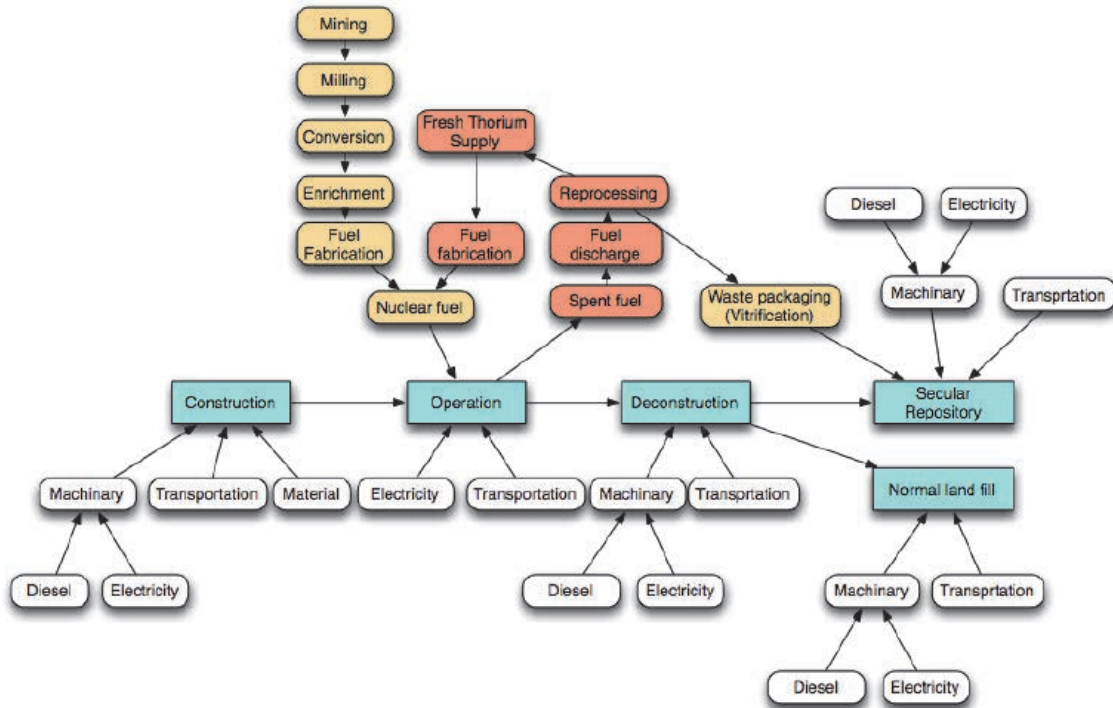 Mining
Milling
Conversion
Fresh Thorium
Supply
Enrichment
Reprocessing
Diesel
Electricity
Fuel
Fabrication
Fuel
fabrication
Fuel
discharge
Nuclear fuel
Spent fuel
Waste packaging
(Vitrification)
Machinary
Transprtation
Construction
Operation
Deconstruction
Secular
Repository
Machinary
Transportation
Material
Electricity
Transportation
Machinary
Transprtation
Normal land fill
Diesel
Electricity
Diesel
Electricity
Machinary
Transprtation
Diesel
Electricity